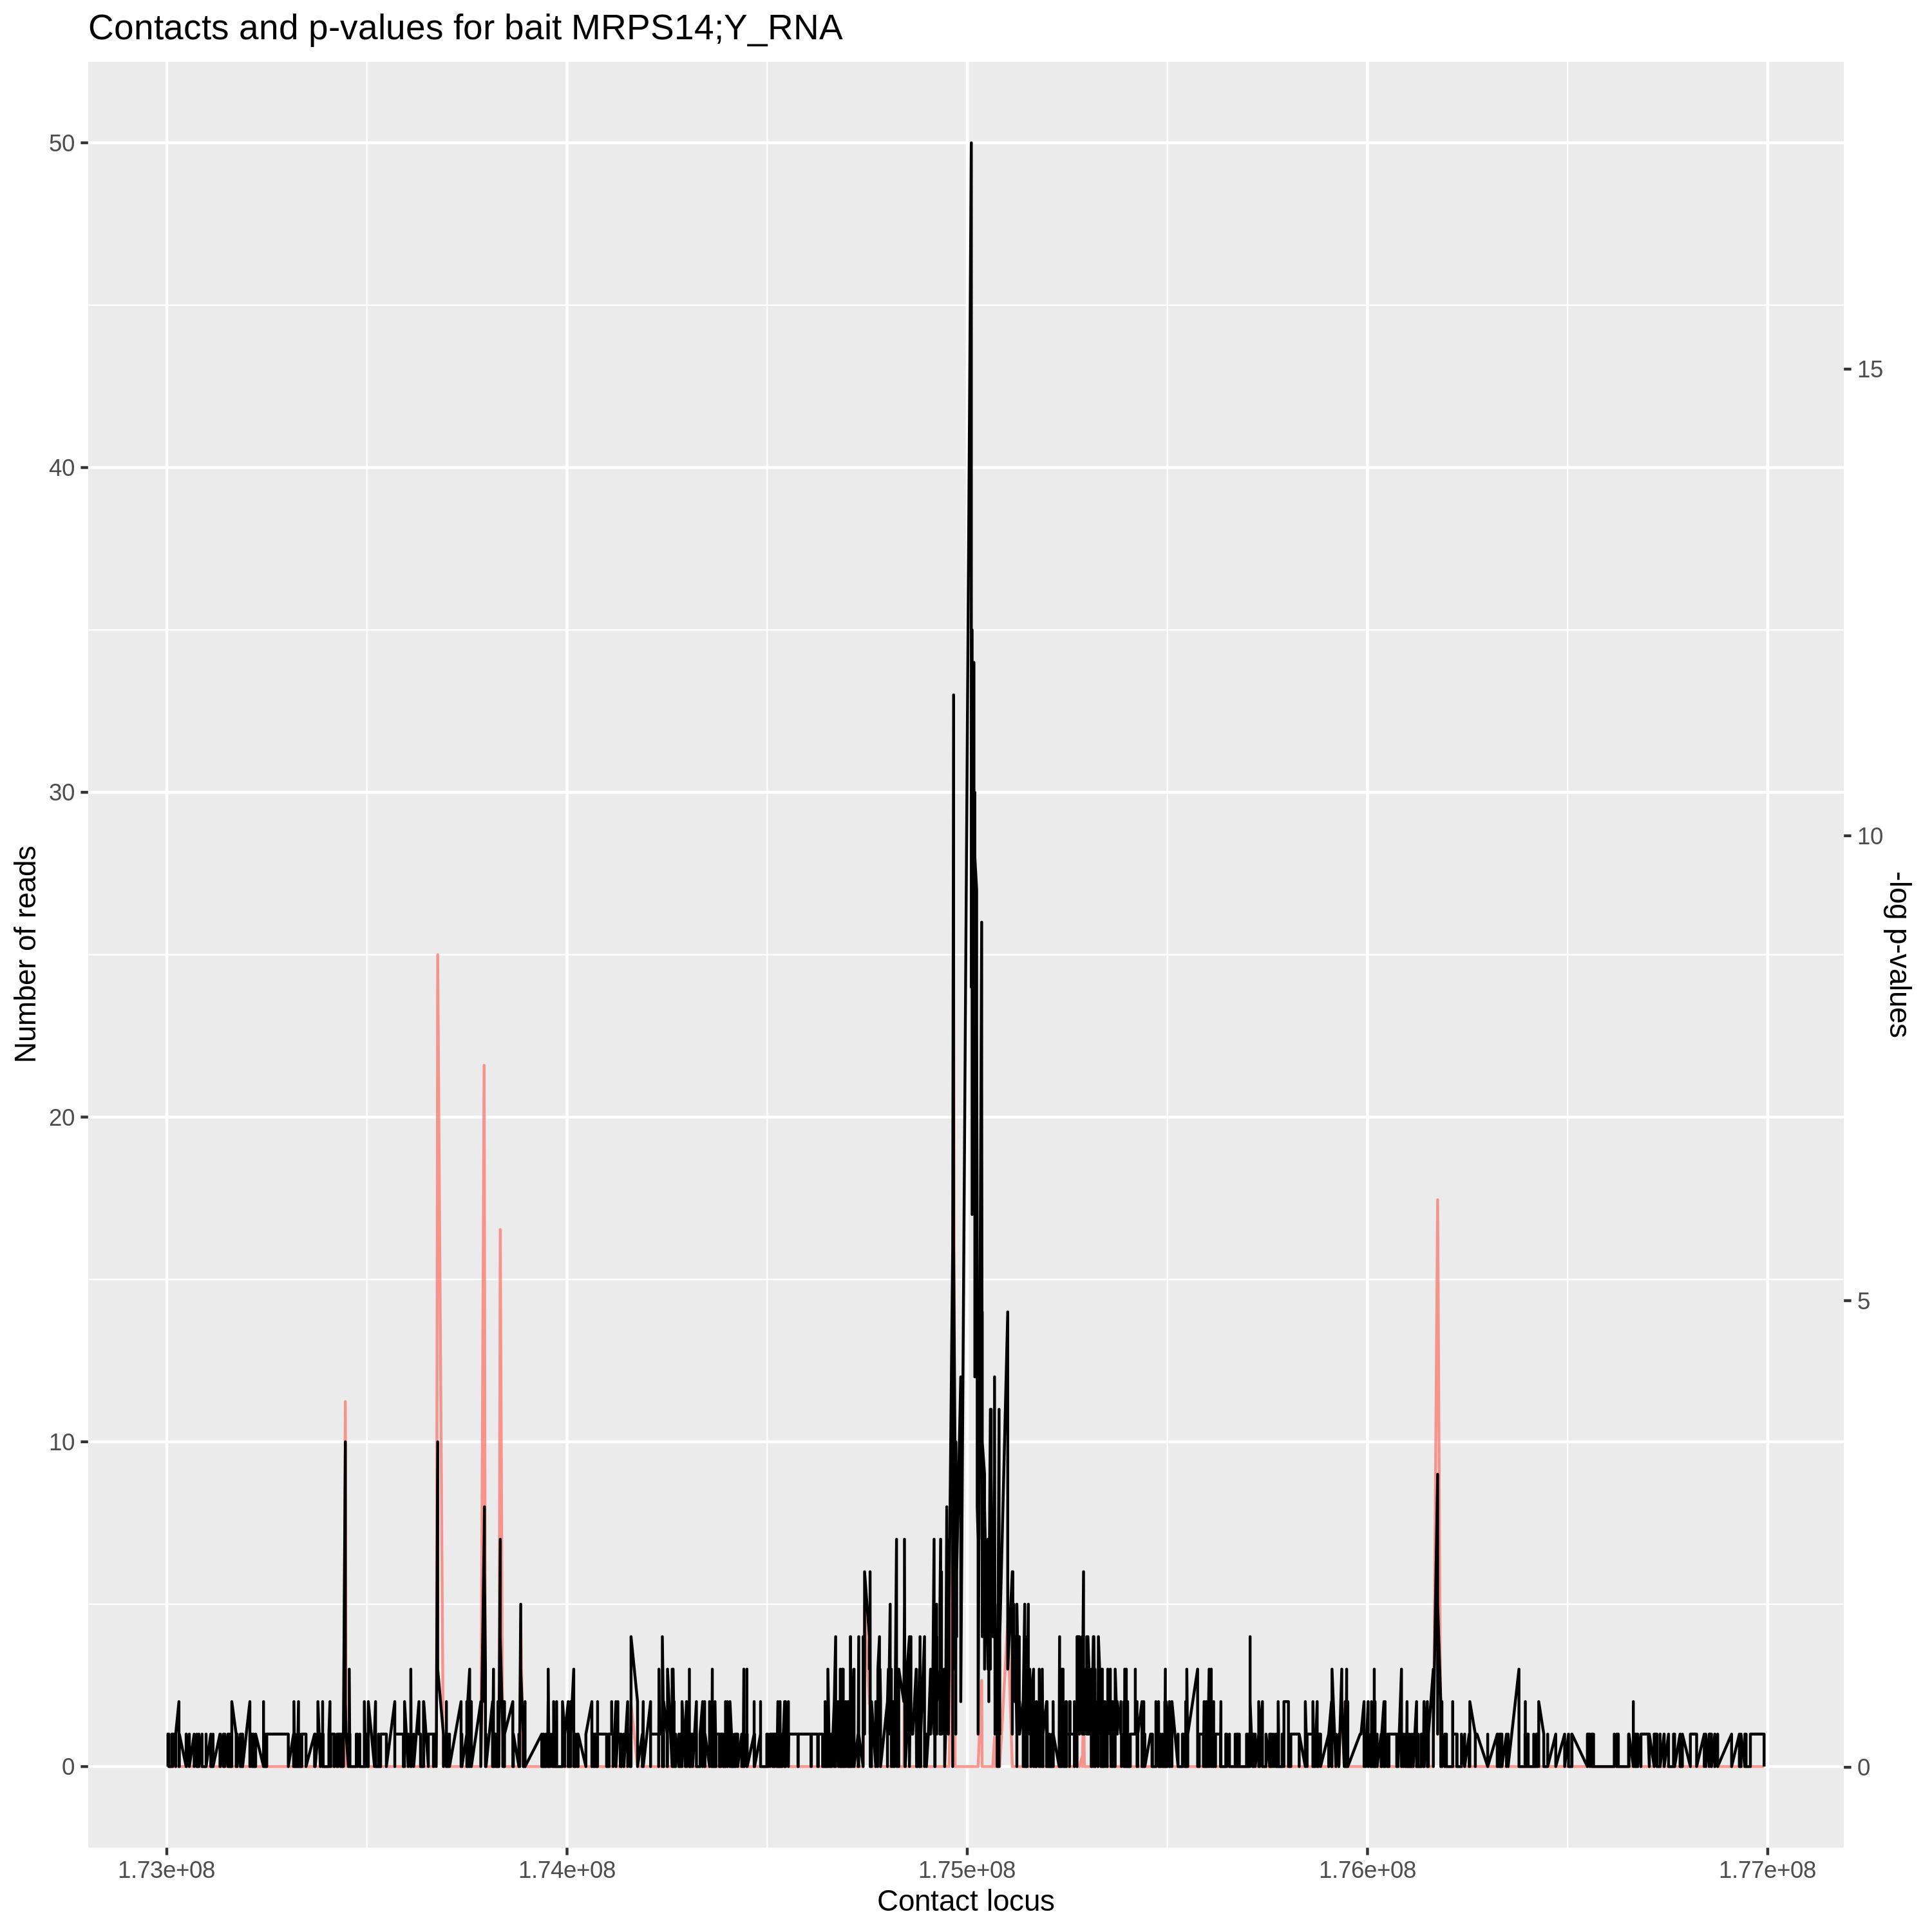 Contacts and p-values for bait MRPS14;Y_RNA
50
40
30
20
10
0
Number of reads
15
10
5
0
-log p-values
1.73e+08
1.74e+08
1.75e+08
1.76e+08
1.77e+08
Contact locus